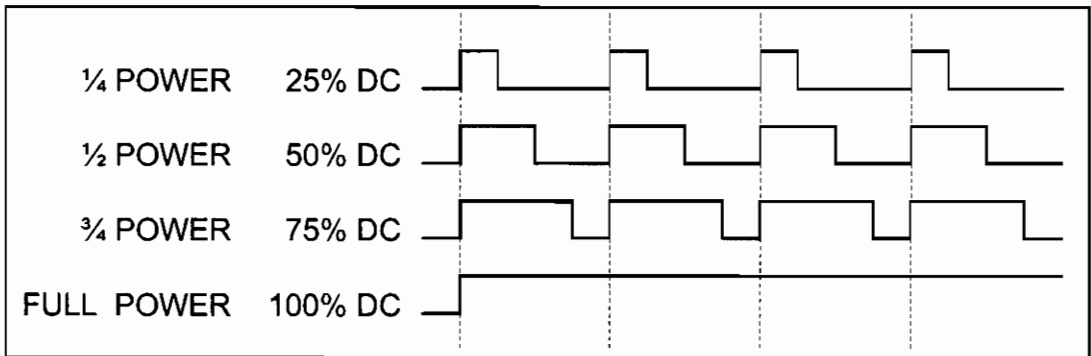 ¼ POWER 25% DC
½ POWER 50% DC
¾ POWER 75% DC
FULL POWER 100% DC